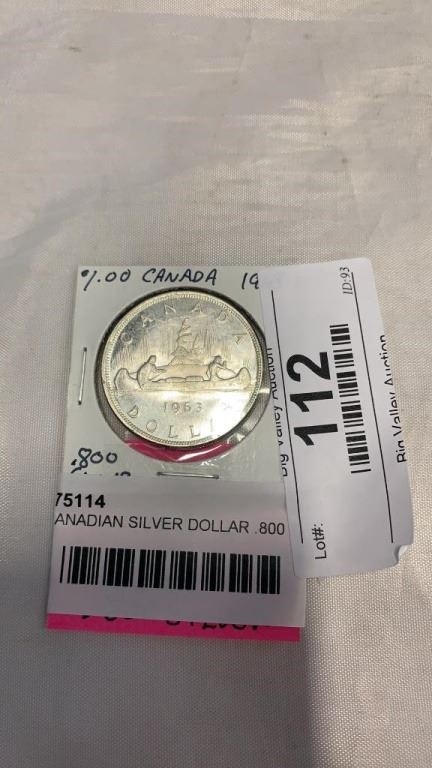 $1.00 CANADA 19
CANADA
1963
DOLL
.800
75114
ANADIAN SILVER DOLLAR .800
Big Valley Auction
112
Lot#:
ID:93
Big Valley Auction